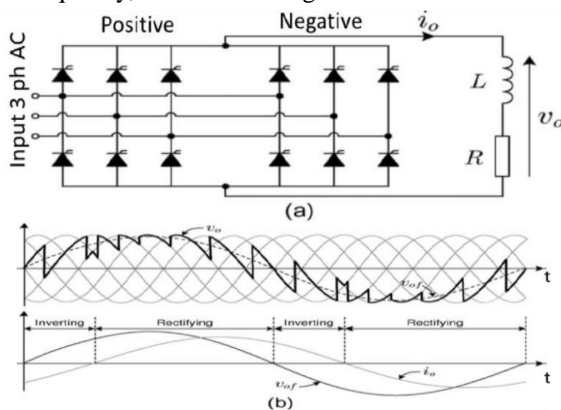 Positive Negative
i_o
Input 3 ph AC
L
v_o
R
(a)
v_o
v_of
t
Inverting Rectifying Inverting Rectifying
i_o
v_of
t
(b)